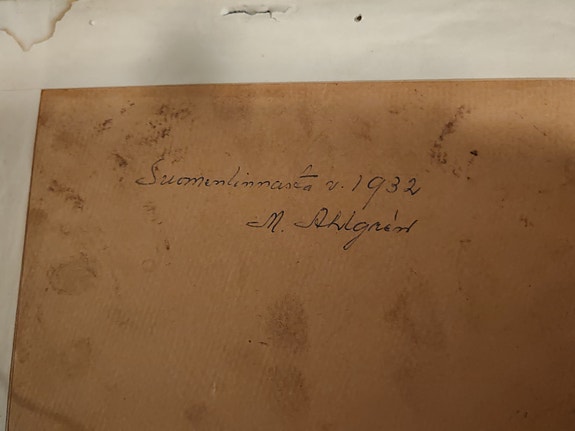 Suomenlinnasta v. 1932
M. Ahlgrén